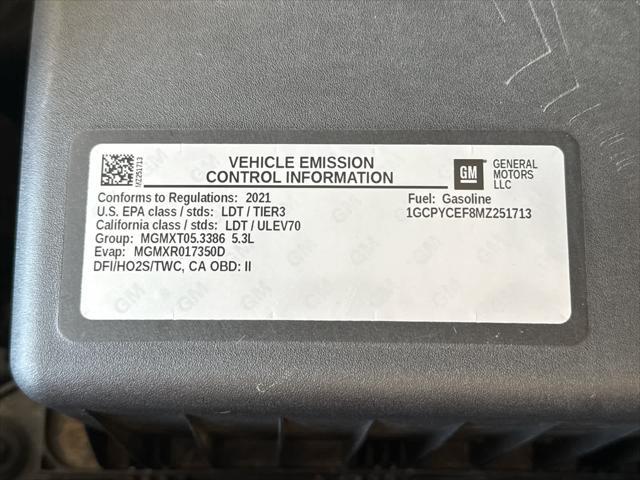 VEHICLE EMISSION
CONTROL INFORMATION
MZ251713
GM
GENERAL
MOTORS
LLC
Conforms to Regulations: 2021
Fuel: Gasoline
U.S. EPA class / stds: LDT / TIER3
1GCPYCEF8MZ251713
California class / stds: LDT / ULEV70
Group: MGMXT05.3386 5.3L
Evap: MGMXR017350D
DFI/HO2S/TWC, CA OBD: II